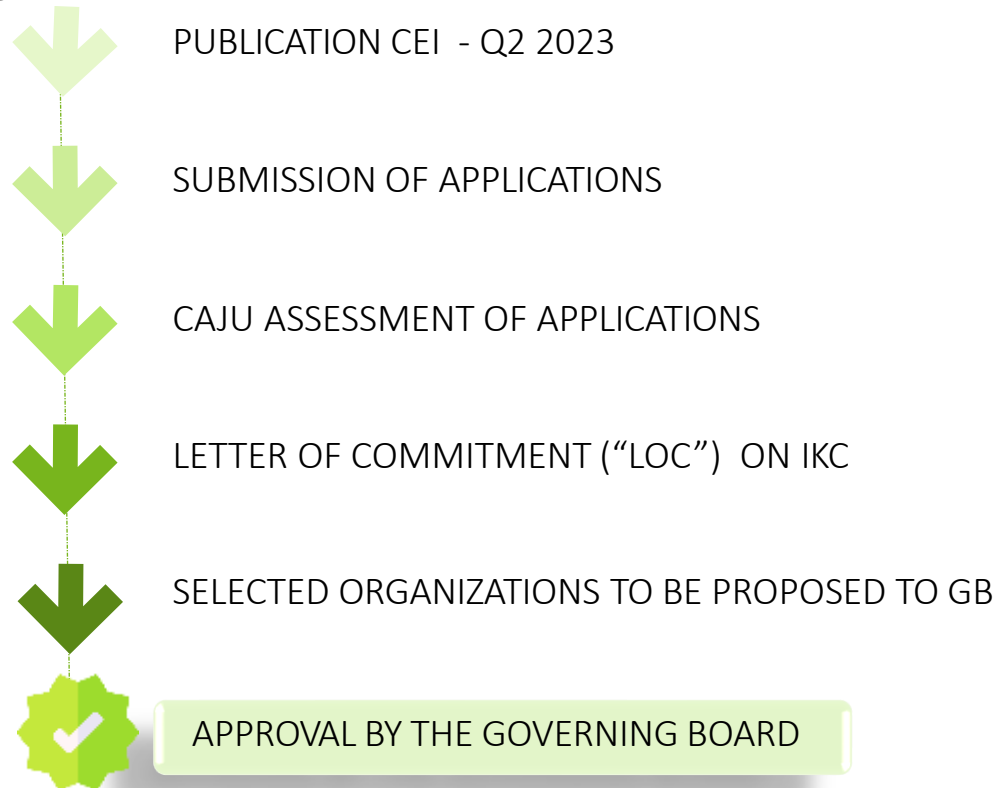 PUBLICATION CEI - Q2 2023
SUBMISSION OF APPLICATIONS
CAJU ASSESSMENT OF APPLICATIONS
LETTER OF COMMITMENT (“LOC”) ON IKC
SELECTED ORGANIZATIONS TO BE PROPOSED TO GB
APPROVAL BY THE GOVERNING BOARD